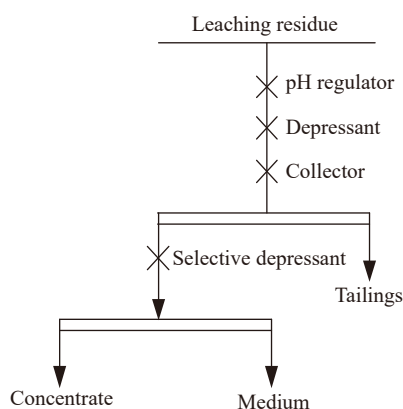 Leaching residue
pH regulator
Depressant
Collector
Selective depressant
Tailings
Concentrate
Medium